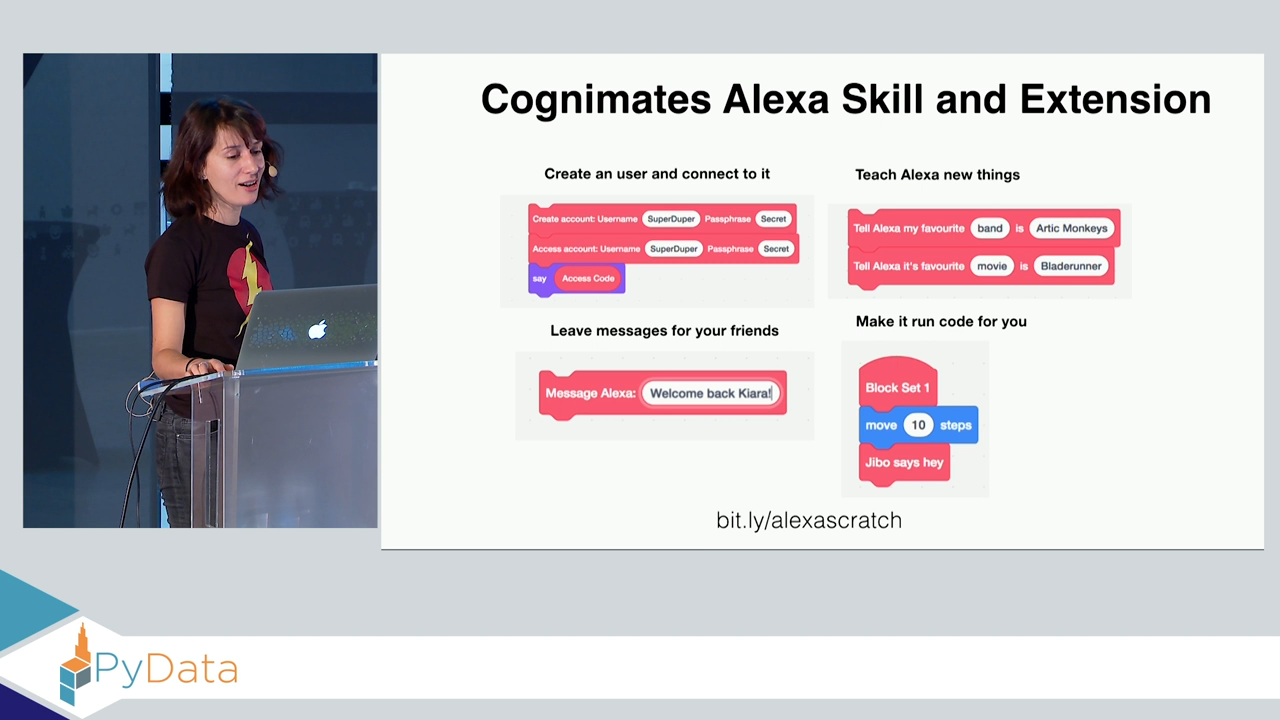 Cognimates Alexa Skill and Extension
Create an user and connect to it
Create account: Username SuperDuper Passphrase Secret
Access account: Username SuperDuper Passphrase Secret
say Access Code
Teach Alexa new things
Tell Alexa my favourite band is Artic Monkeys
Tell Alexa it's favourite movie is Bladerunner
Leave messages for your friends
Message Alexa: Welcome back Kiara!
Make it run code for you
Block Set 1
move 10 steps
Jibo says hey
bit.ly/alexascratch
PyData